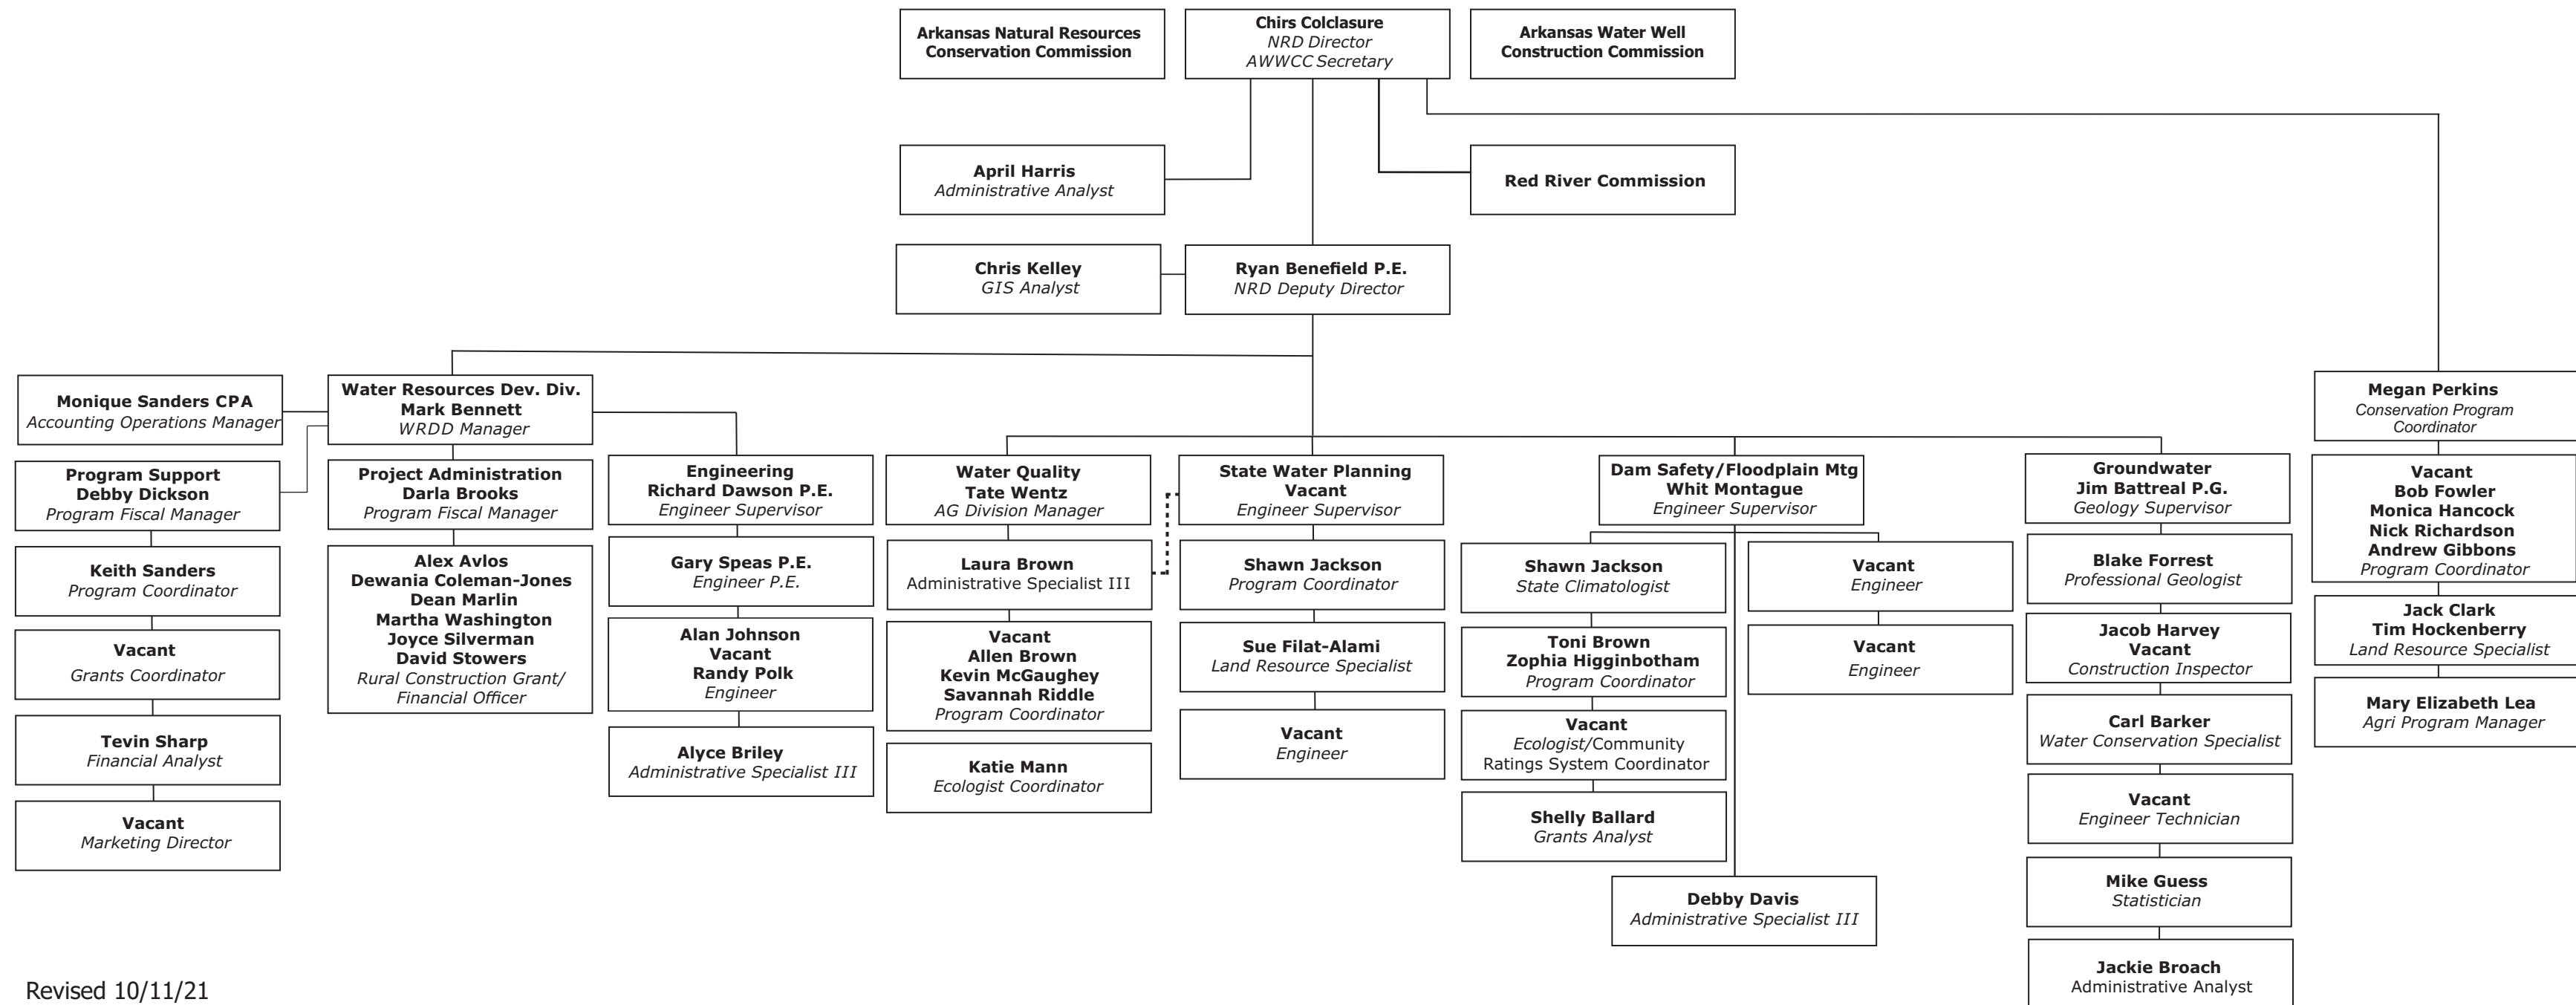 Arkansas Natural Resources
Conservation Commission
Chirs Colclasure
NRD Director
AWWCC Secretary
Arkansas Water Well
Construction Commission
April Harris
Administrative Analyst
Red River Commission
Chris Kelley
GIS Analyst
Ryan Benefield P.E.
NRD Deputy Director
Monique Sanders CPA
Accounting Operations Manager
Water Resources Dev. Div.
Mark Bennett
WRDD Manager
Megan Perkins
Conservation Program
Coordinator
Program Support
Debby Dickson
Program Fiscal Manager
Keith Sanders
Program Coordinator
Vacant
Grants Coordinator
Tevin Sharp
Financial Analyst
Vacant
Marketing Director
Project Administration
Darla Brooks
Program Fiscal Manager
Alex Avlos
Dewania Coleman-Jones
Dean Marlin
Martha Washington
Joyce Silverman
David Stowers
Rural Construction Grant/
Financial Officer
Engineering
Richard Dawson P.E.
Engineer Supervisor
Gary Speas P.E.
Engineer P.E.
Alan Johnson
Vacant
Randy Polk
Engineer
Alyce Briley
Administrative Specialist III
Water Quality
Tate Wentz
AG Division Manager
Laura Brown
Administrative Specialist III
Vacant
Allen Brown
Kevin McGaughey
Savannah Riddle
Program Coordinator
Katie Mann
Ecologist Coordinator
State Water Planning
Vacant
Engineer Supervisor
Shawn Jackson
Program Coordinator
Sue Filat-Alami
Land Resource Specialist
Vacant
Engineer
Dam Safety/Floodplain Mtg
Whit Montague
Engineer Supervisor
Shawn Jackson
State Climatologist
Toni Brown
Zophia Higginbotham
Program Coordinator
Vacant
Ecologist/Community
Ratings System Coordinator
Shelly Ballard
Grants Analyst
Vacant
Engineer
Vacant
Engineer
Debby Davis
Administrative Specialist III
Groundwater
Jim Battreal P.G.
Geology Supervisor
Blake Forrest
Professional Geologist
Jacob Harvey
Vacant
Construction Inspector
Carl Barker
Water Conservation Specialist
Vacant
Engineer Technician
Mike Guess
Statistician
Jackie Broach
Administrative Analyst
Vacant
Bob Fowler
Monica Hancock
Nick Richardson
Andrew Gibbons
Program Coordinator
Jack Clark
Tim Hockenberry
Land Resource Specialist
Mary Elizabeth Lea
Agri Program Manager
Revised 10/11/21